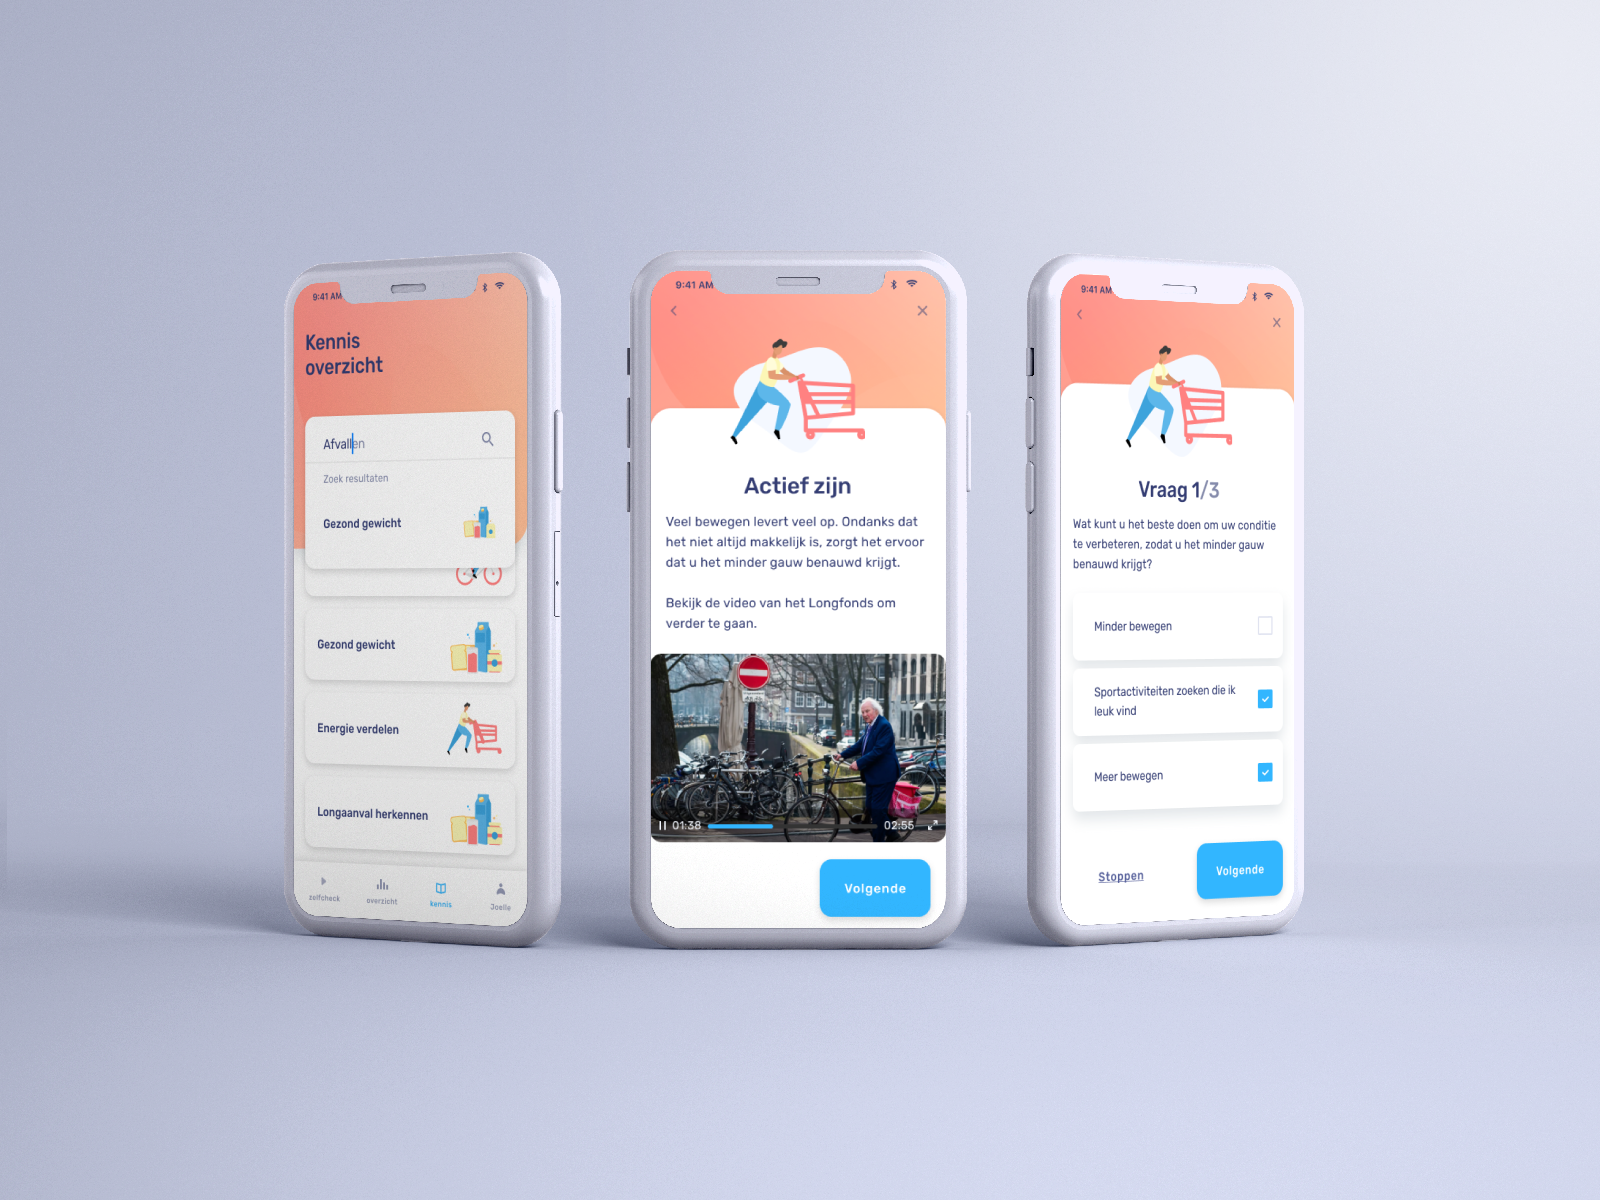 9:41 AM
Kennis
overzicht
Afvallen
Zoek resultaten
Gezond gewicht
Gezond gewicht
Energie verdelen
Longaanval herkennen
zelfcheck
overzicht
kennis
Joelle
9:41 AM
Actief zijn
Veel bewegen levert veel op. Ondanks dat
het niet altijd makkelijk is, zorgt het ervoor
dat u het minder gauw benauwd krijgt.
Bekijk de video van het Longfonds om
verder te gaan.
01:38
02:55
Volgende
9:41 AM
Vraag 1/3
Wat kunt u het beste doen om uw conditie
te verbeteren, zodat u het minder gauw
benauwd krijgt?
Minder bewegen
Sportactiviteiten zoeken die ik
leuk vind
Meer bewegen
Stoppen
Volgende